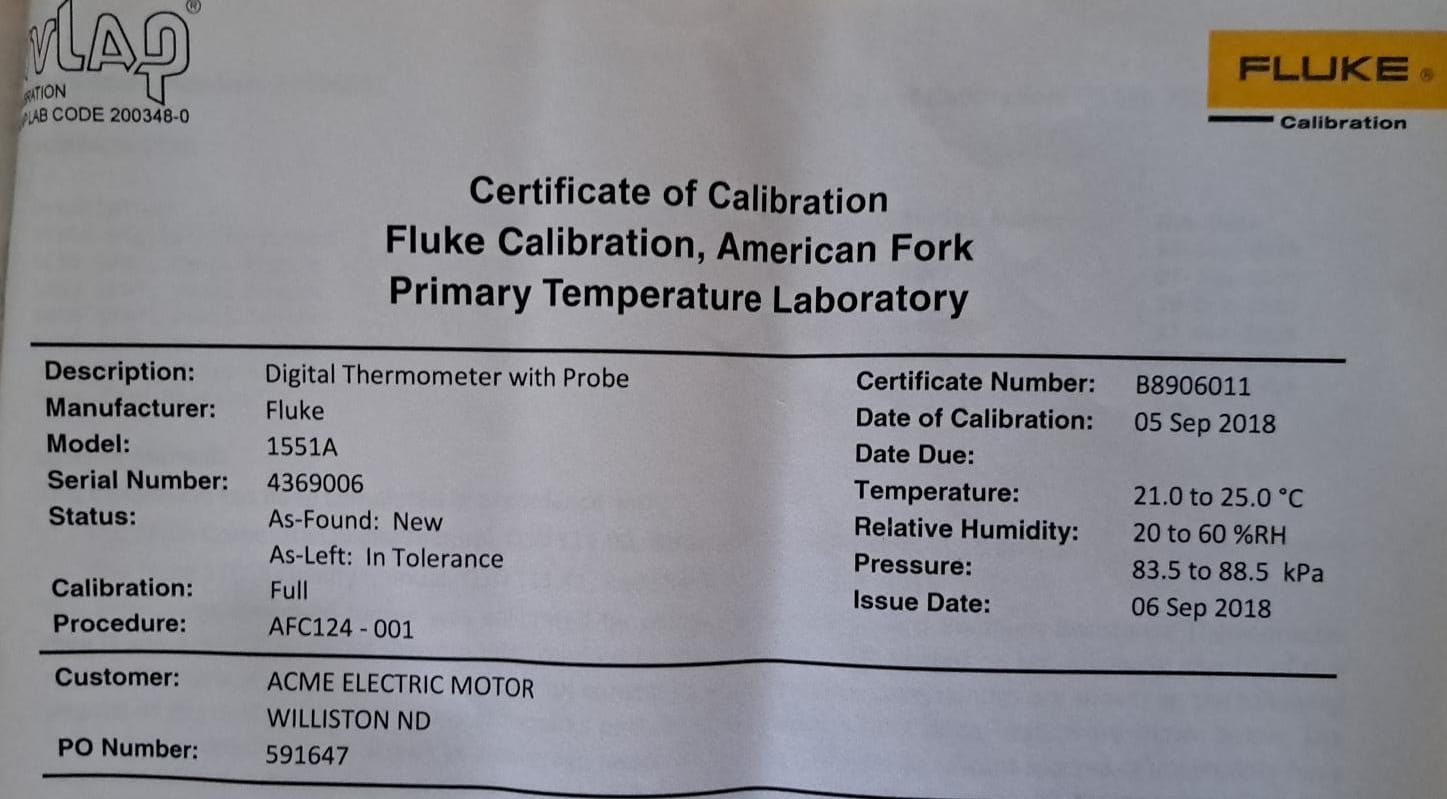 VLAP®
LAB CODE 200348-0
FLUKE®
Calibration
Certificate of Calibration
Fluke Calibration, American Fork
Primary Temperature Laboratory
Description: Digital Thermometer with Probe
Manufacturer: Fluke
Model: 1551A
Serial Number: 4369006
Status: As-Found: New
As-Left: In Tolerance
Calibration: Full
Procedure: AFC124 - 001
Certificate Number: B8906011
Date of Calibration: 05 Sep 2018
Date Due:
Temperature: 21.0 to 25.0 °C
Relative Humidity: 20 to 60 %RH
Pressure: 83.5 to 88.5 kPa
Issue Date: 06 Sep 2018
Customer: ACME ELECTRIC MOTOR
WILLISTON ND
PO Number: 591647